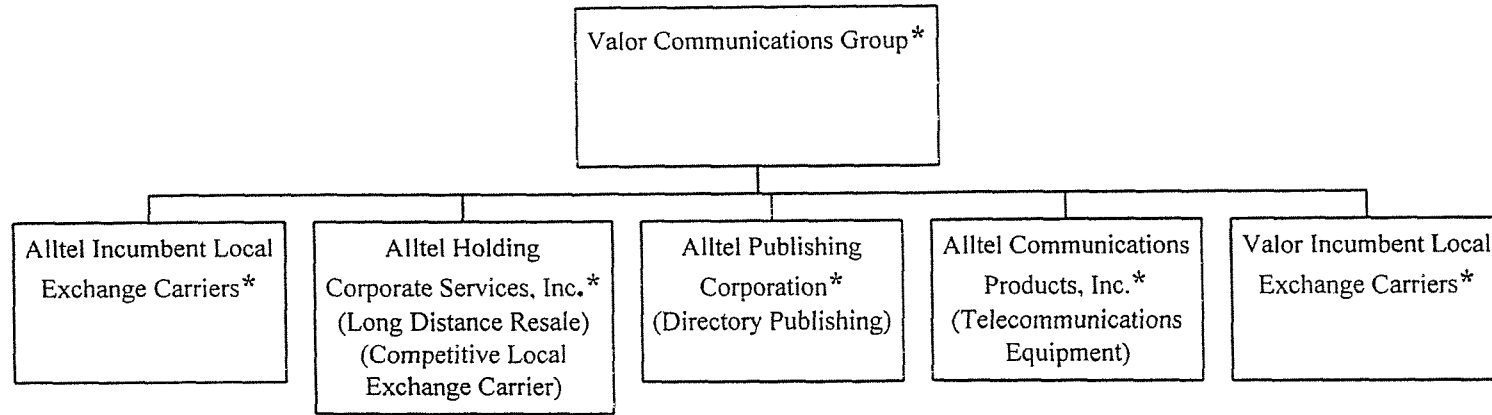 Valor Communications Group*
Alltel Incumbent Local
Exchange Carriers*
Alltel Holding
Corporate Services, Inc.*
(Long Distance Resale)
(Competitive Local
Exchange Carrier)
Alltel Publishing
Corporation*
(Directory Publishing)
Alltel Communications
Products, Inc.*
(Telecommunications
Equipment)
Valor Incumbent Local
Exchange Carriers*